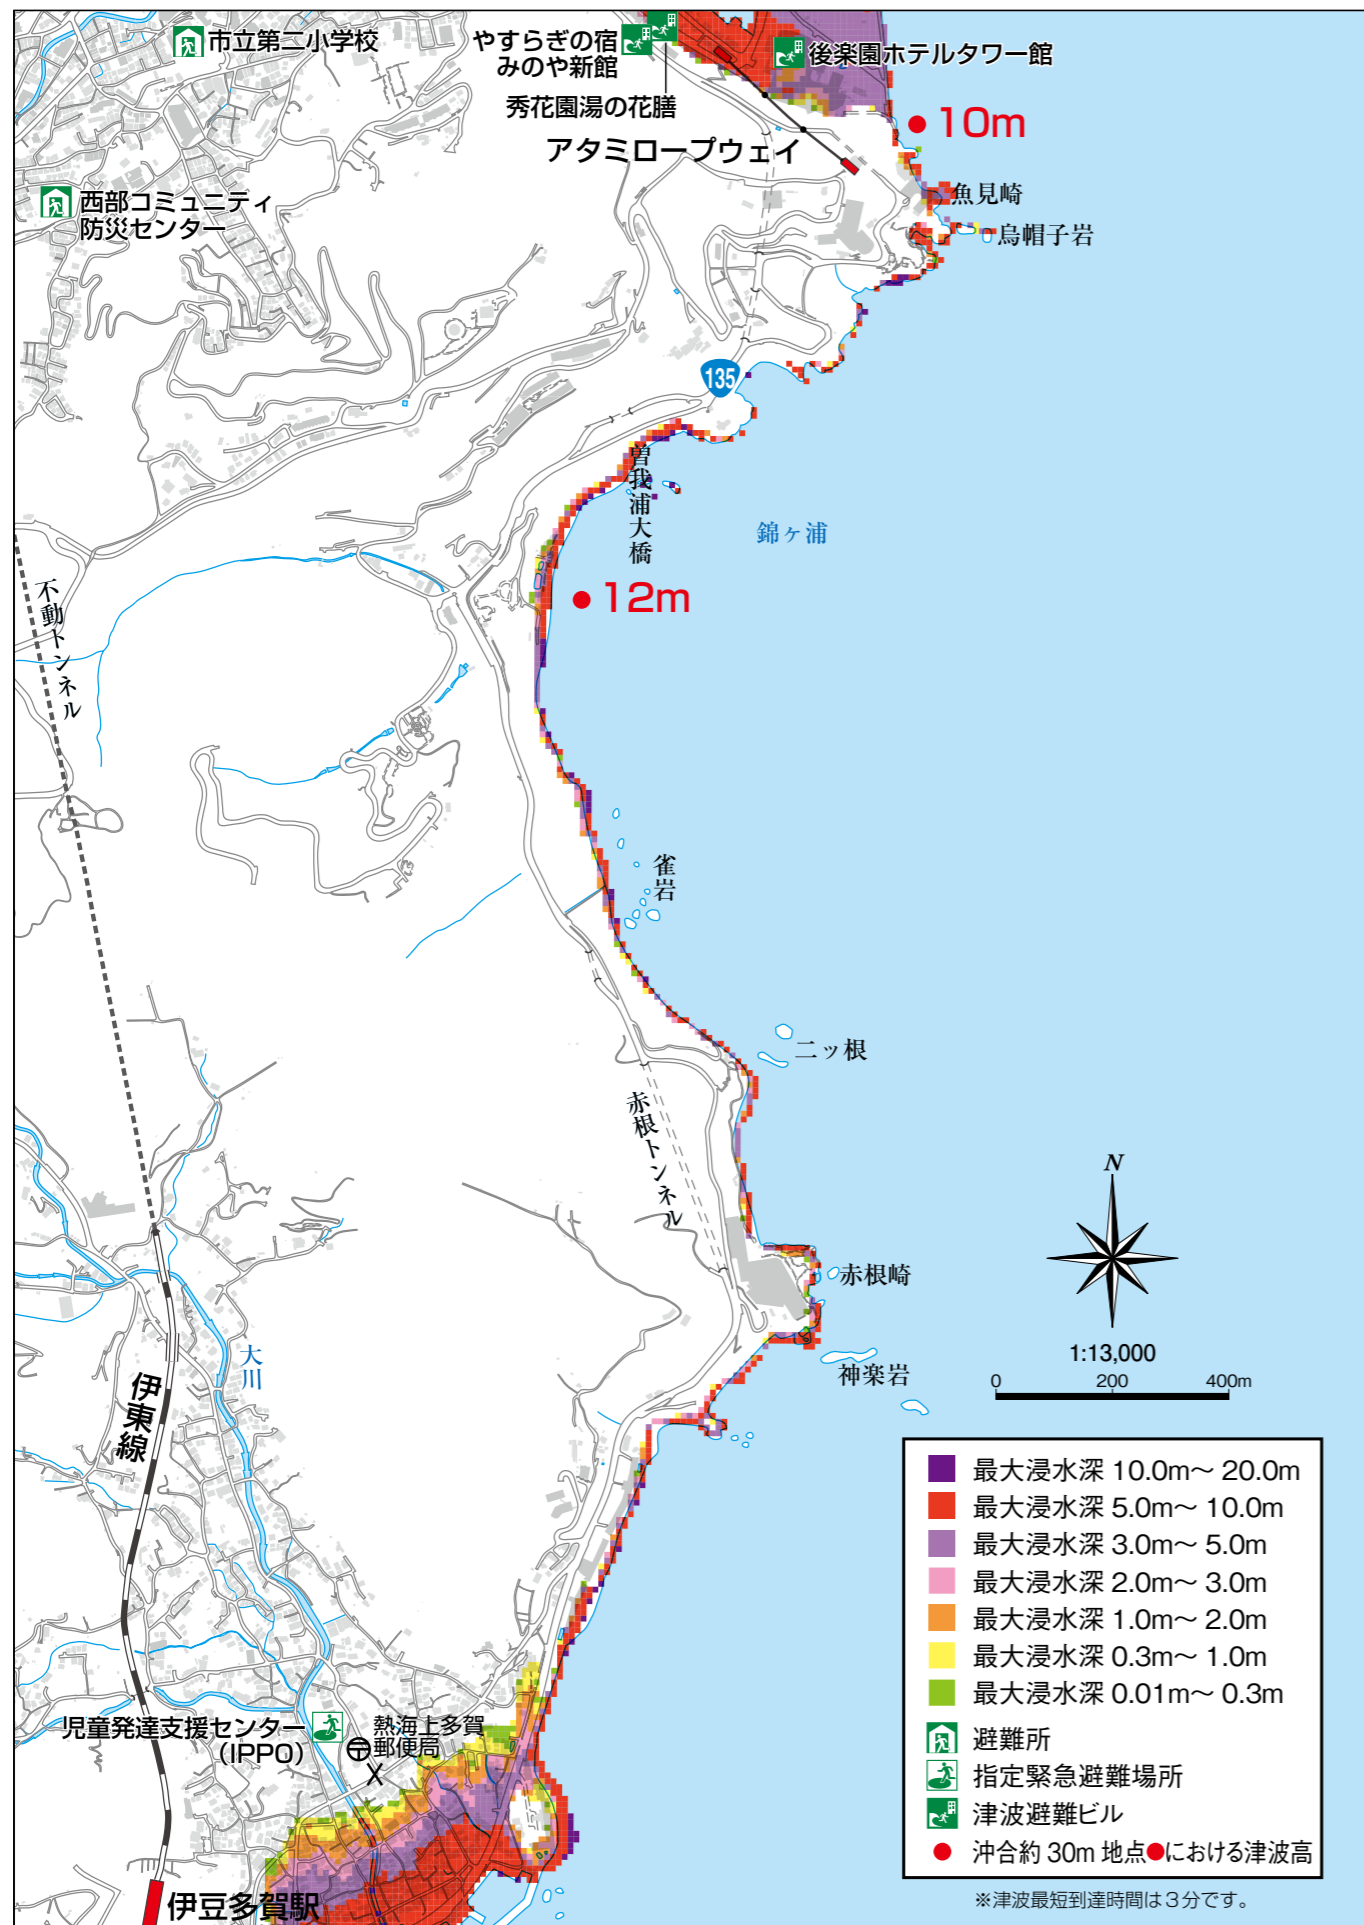 市立第二小学校
やすらぎの宿
みのや新館
秀花園湯の花膳
後楽園ホテルタワー館
アタミロープウェイ
10m
魚見崎
烏帽子岩
西部コミュニティ
防災センター
135
曽我浦大橋
錦ヶ浦
12m
不動トンネル
雀岩
二ッ根
赤根トンネル
N
赤根崎
1:13,000
0 200 400m
神楽岩
大川
伊東線
最大浸水深 10.0m～ 20.0m
最大浸水深 5.0m～ 10.0m
最大浸水深 3.0m～ 5.0m
最大浸水深 2.0m～ 3.0m
最大浸水深 1.0m～ 2.0m
最大浸水深 0.3m～ 1.0m
最大浸水深 0.01m～ 0.3m
避難所
指定緊急避難場所
津波避難ビル
沖合約 30m 地点●における津波高
※津波最短到達時間は３分です。
児童発達支援センター
（IPPO）
熱海上多賀
郵便局
伊豆多賀駅